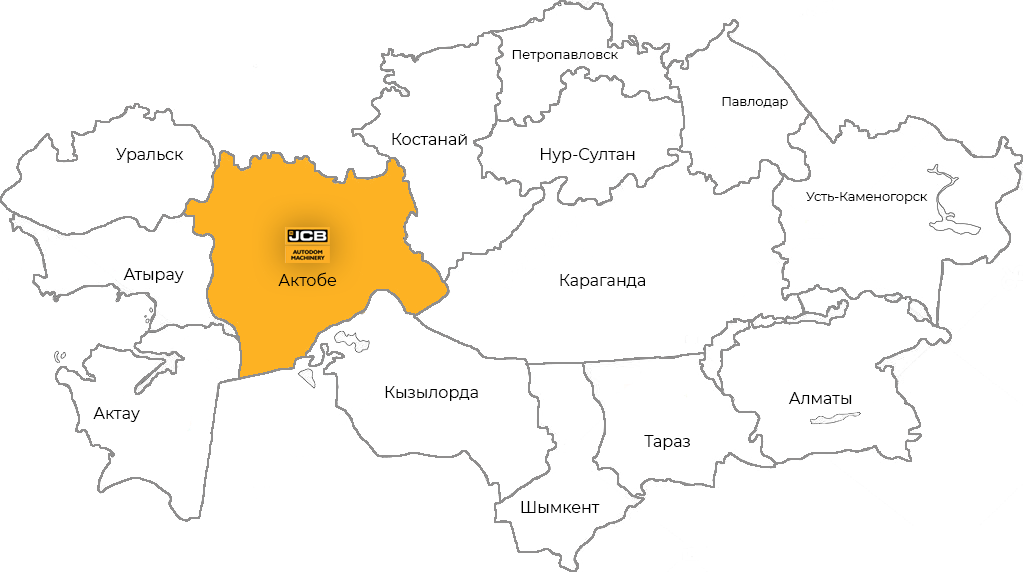 Петропавловск
Павлодар
Костанай
Уральск
Нур-Султан
Усть-Каменогорск
JCB
AUTODOM
MACHINERY
Атырау
Актобе
Караганда
Кызылорда
Алматы
Актау
Тараз
Шымкент